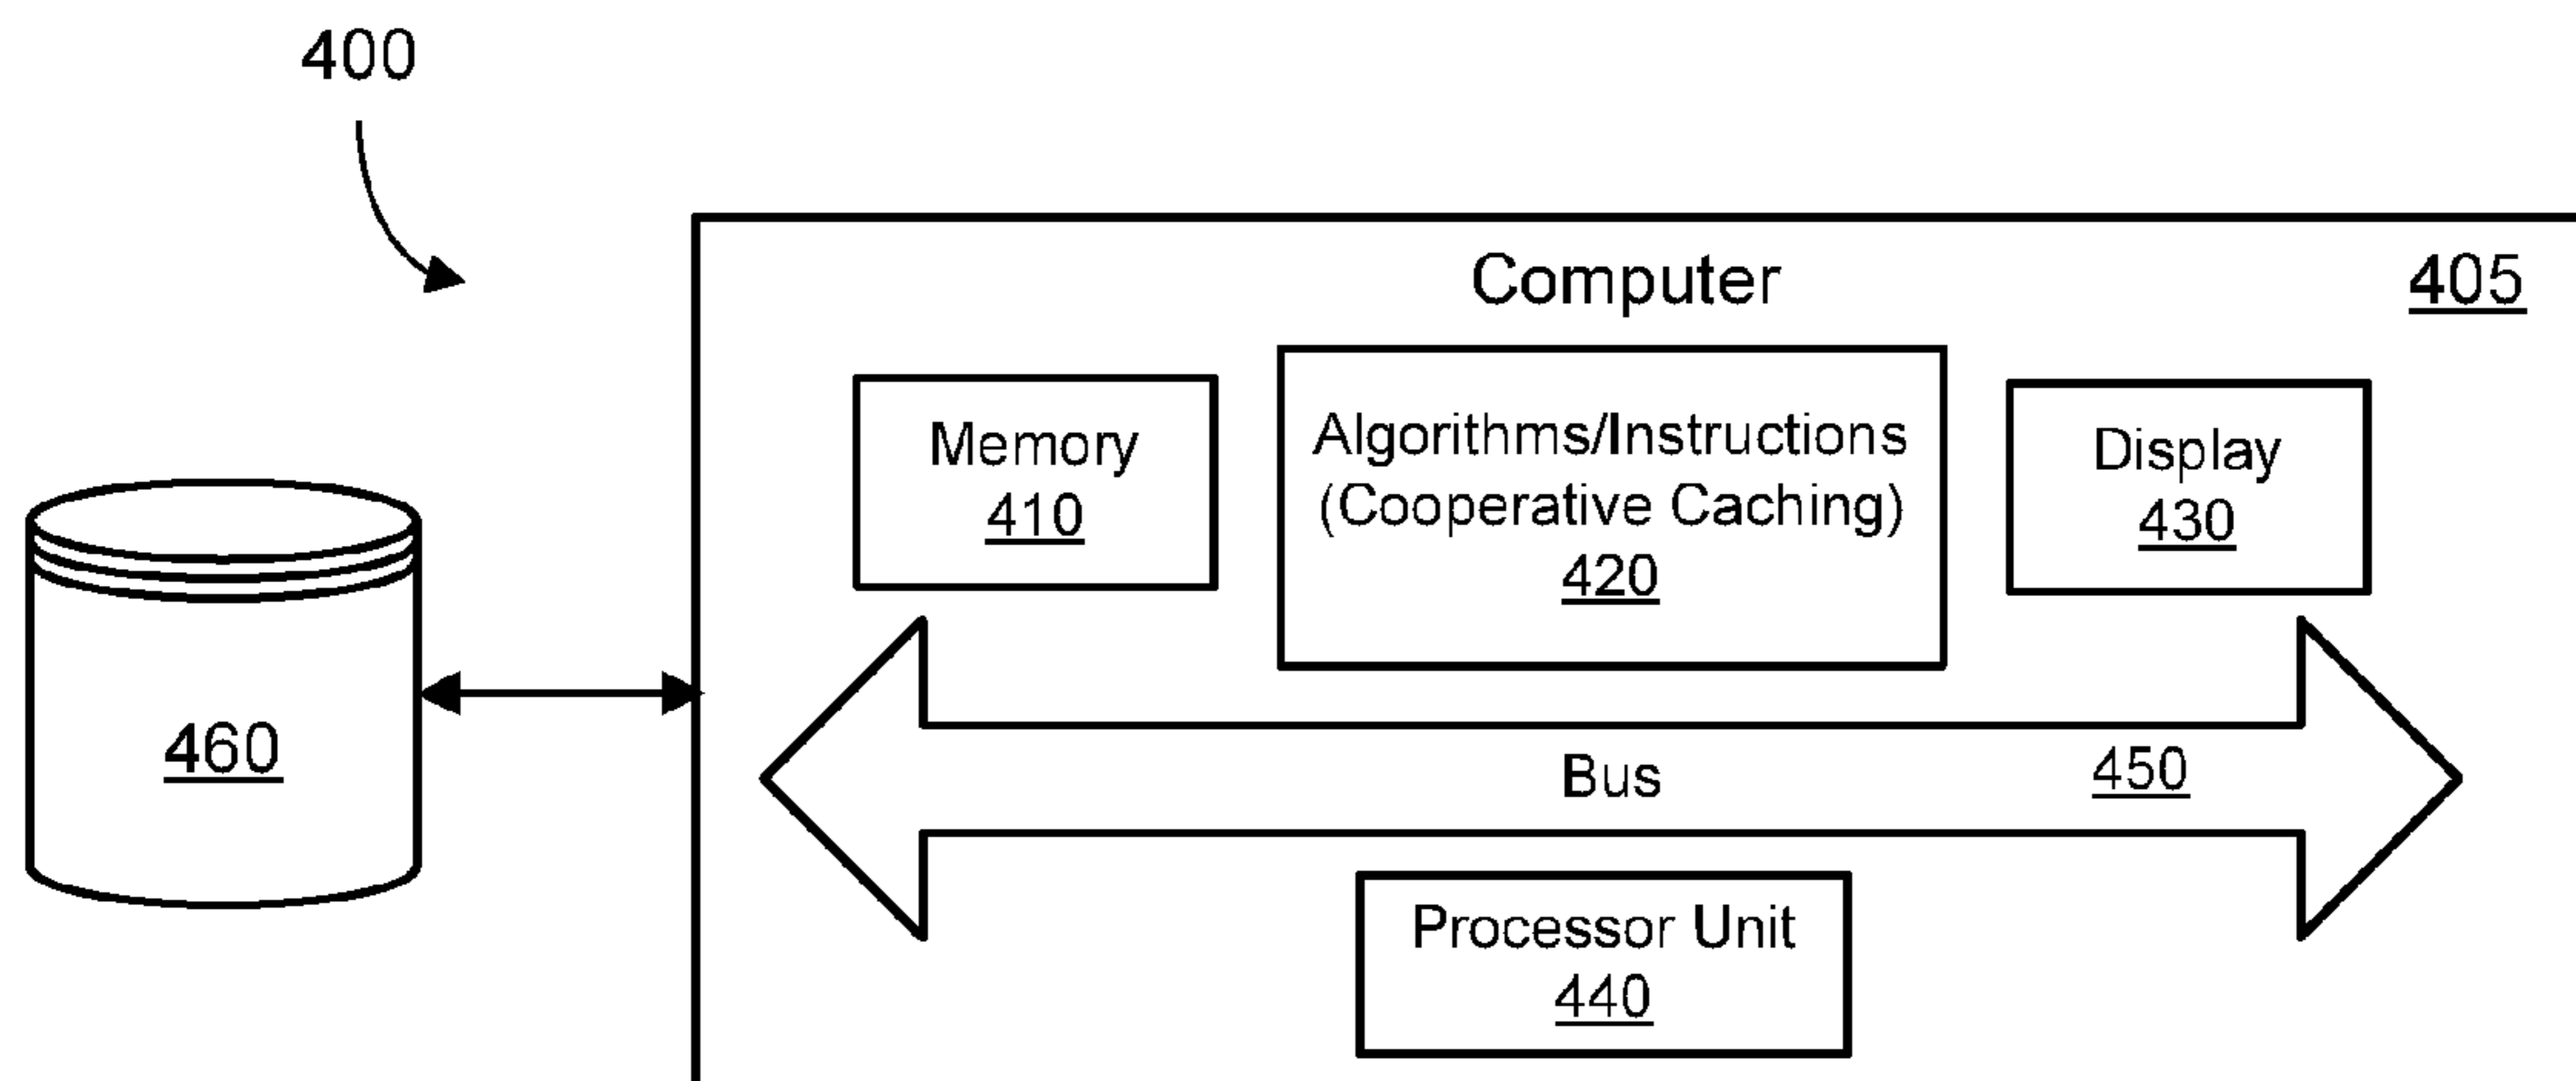 400
Computer
405
Memory
410
Algorithms/Instructions
(Cooperative Caching)
420
Display
430
460
Bus
450
Processor Unit
440